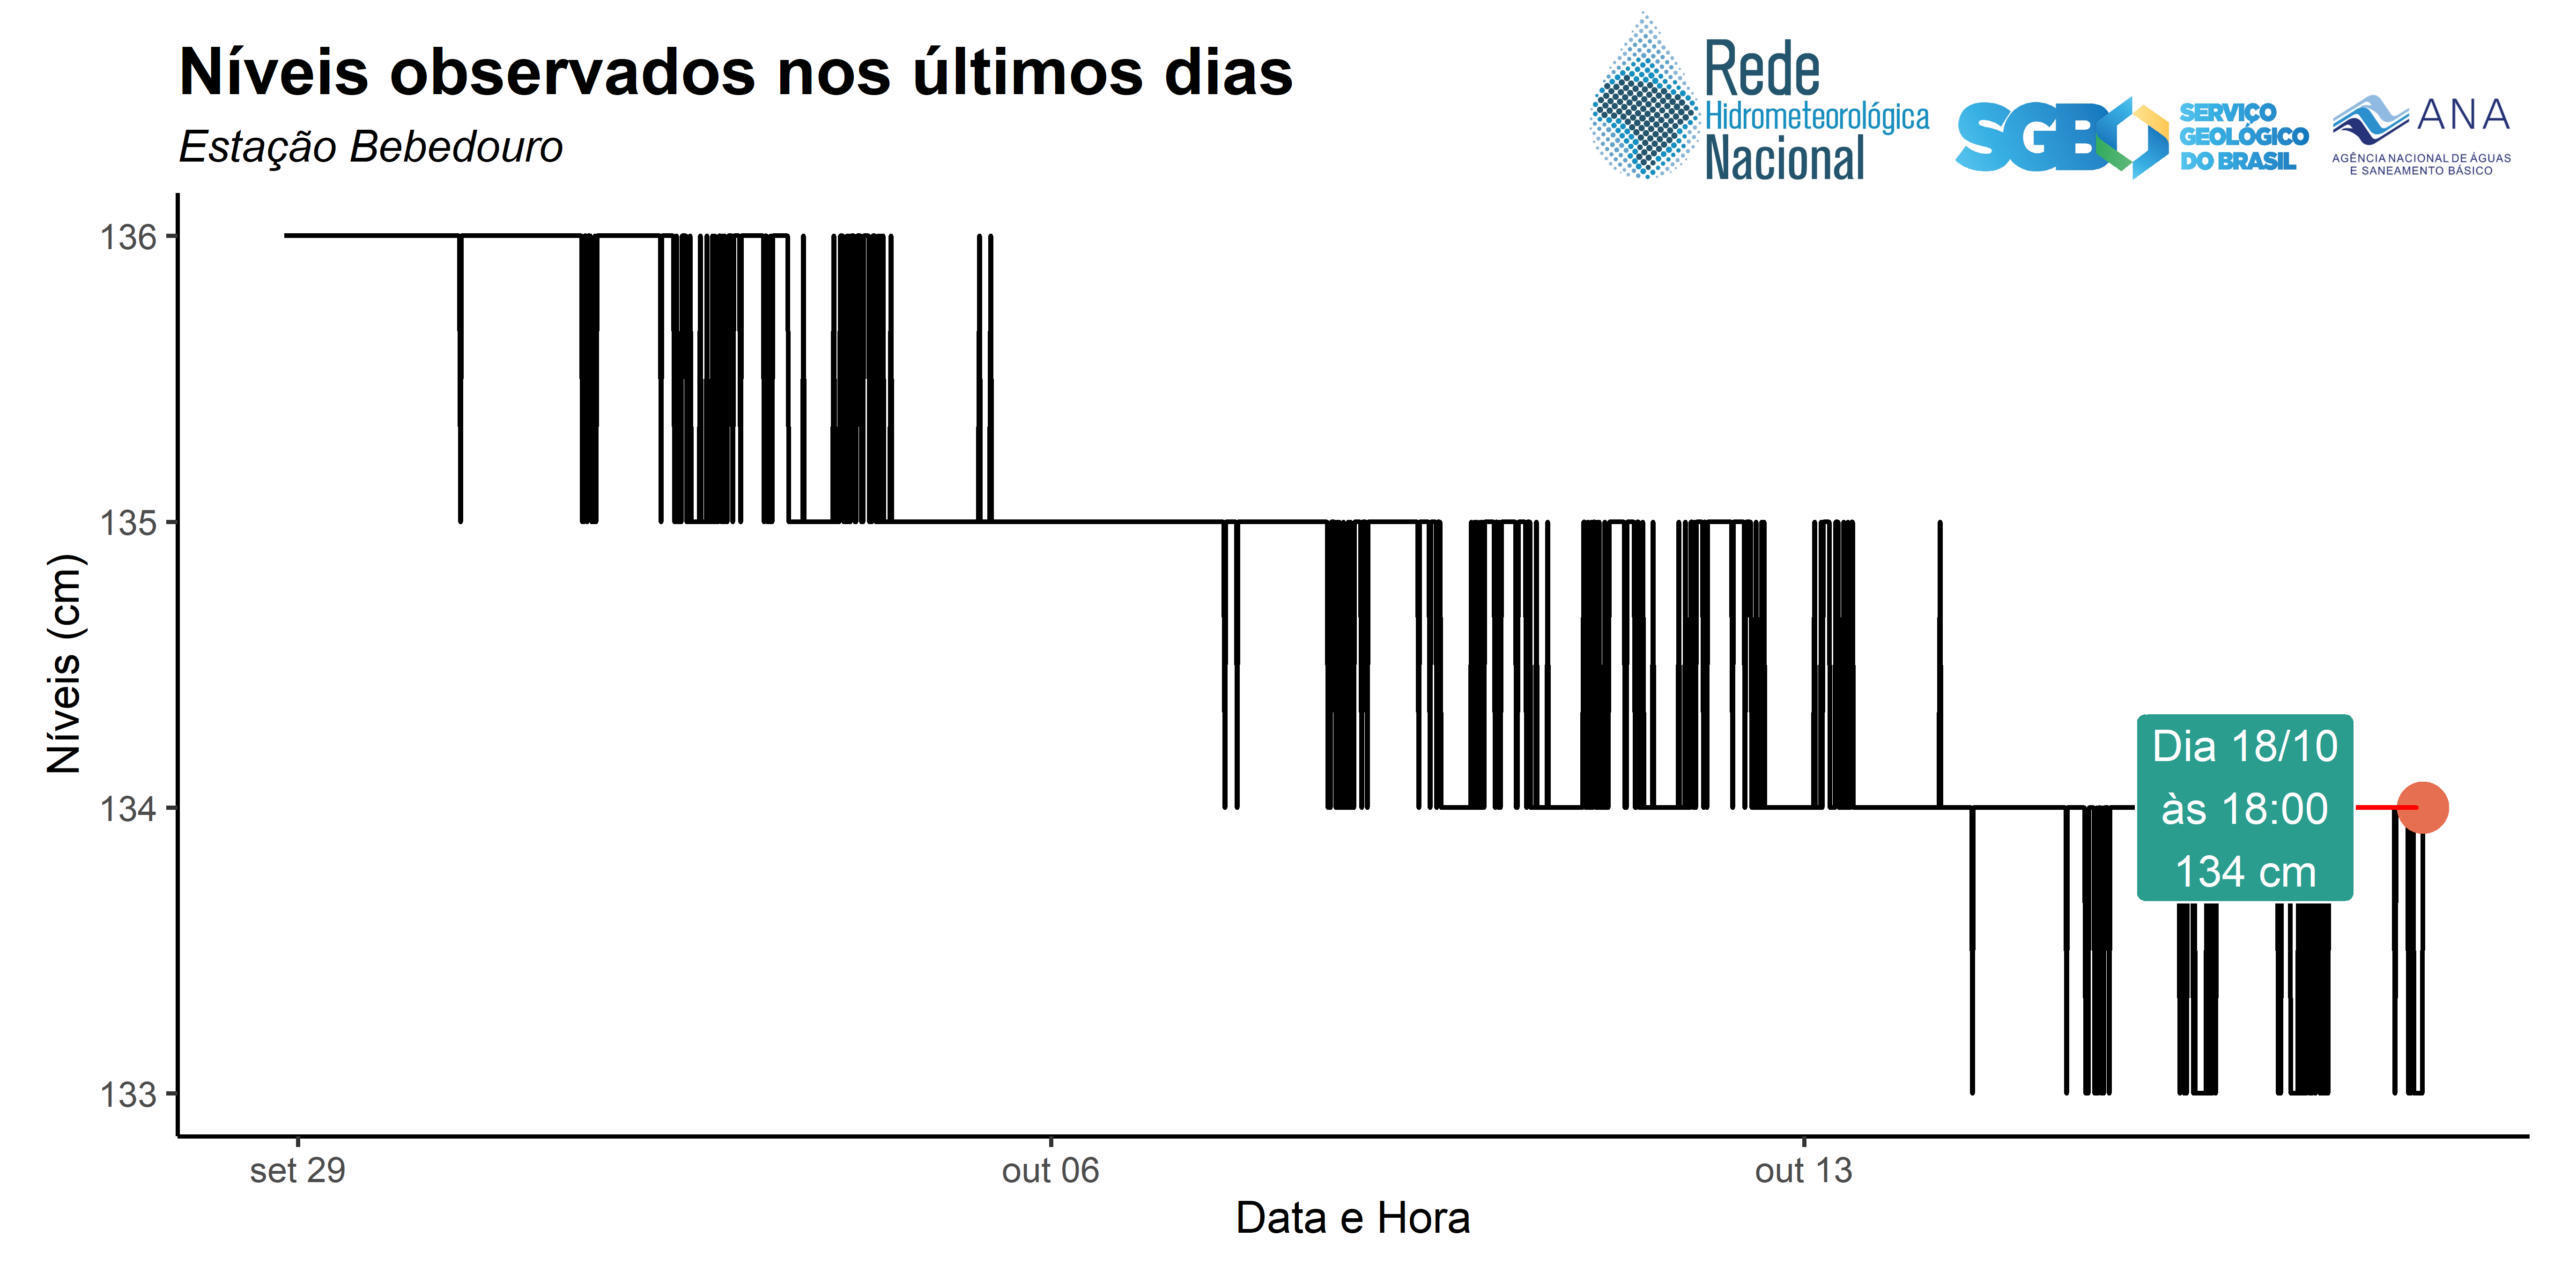 Níveis observados nos últimos dias
Estação Bebedouro
Rede
Hidrometeorológica
Nacional
SGB
SERVIÇO
GEOLÓGICO
DO BRASIL
ANA
AGÊNCIA NACIONAL DE ÁGUAS
E SANEAMENTO BÁSICO
Níveis (cm)
136
135
134
133
Dia 18/10
às 18:00
134 cm
set 29
out 06
out 13
Data e Hora